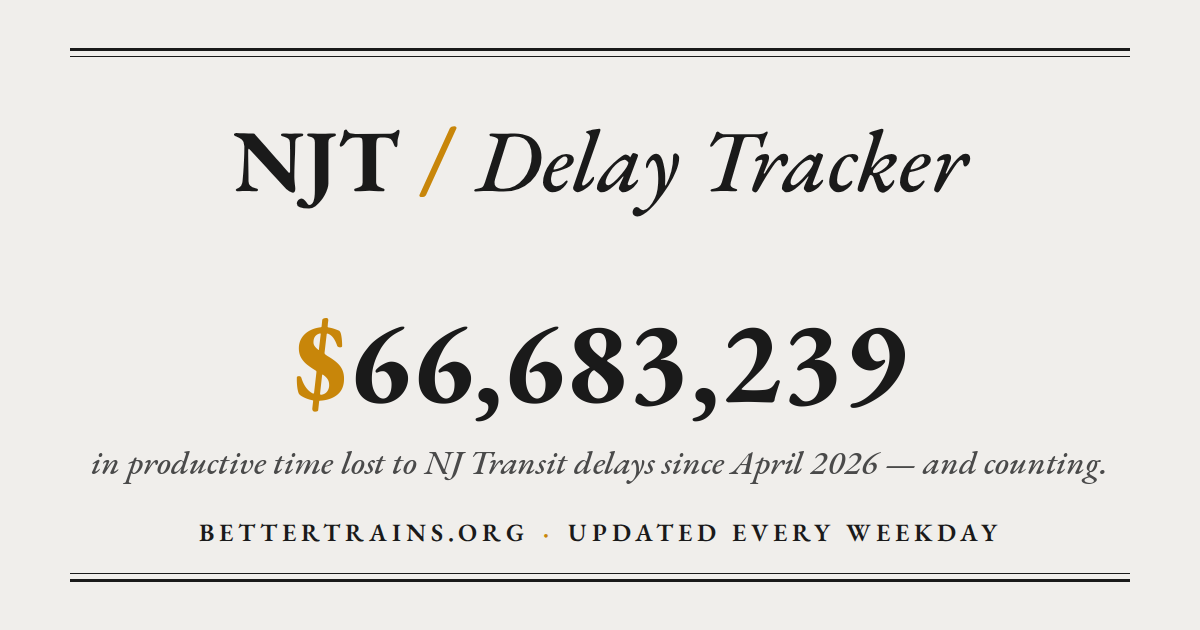 NJT / Delay Tracker
$66,683,239
in productive time lost to NJ Transit delays since April 2026 — and counting.
BETTERTRAINS.ORG · UPDATED EVERY WEEKDAY